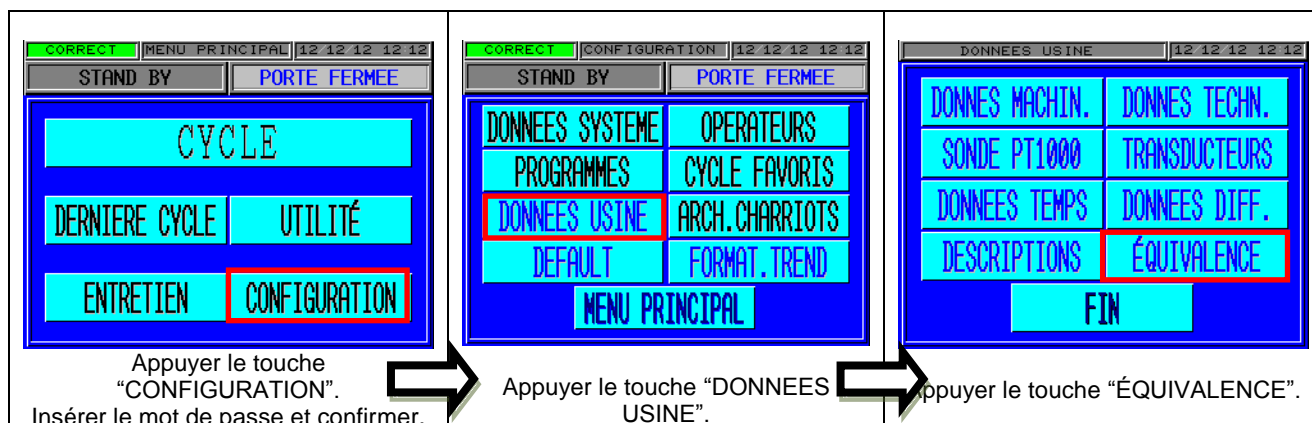 CORRECT MENU PRINCIPAL 12 12 12 12 12
STAND BY PORTE FERMEE
CYCLE
DERNIERE CYCLE UTILITÉ
ENTRETIEN CONFIGURATION
Appuyer le touche
“CONFIGURATION”.
Insérer le mot de passe et confirmer.
CORRECT CONFIGURATION 12 12 12 12 12
STAND BY PORTE FERMEE
DONNEES SYSTEME OPERATEURS
PROGRAMMES CYCLE FAVORIS
DONNEES USINE ARCH.CHARRIOTS
DEFAULT FORMAT.TREND
MENU PRINCIPAL
Appuyer le touche “DONNEES
USINE”.
DONNEES USINE 12 12 12 12 12
DONNES MACHIN. DONNES TECHN.
SONDE PT1000 TRANSDUCTEURS
DONNEES TEMPS DONNEES DIFF.
DESCRIPTIONS ÉQUIVALENCE
FIN
Appuyer le touche “ÉQUIVALENCE”.